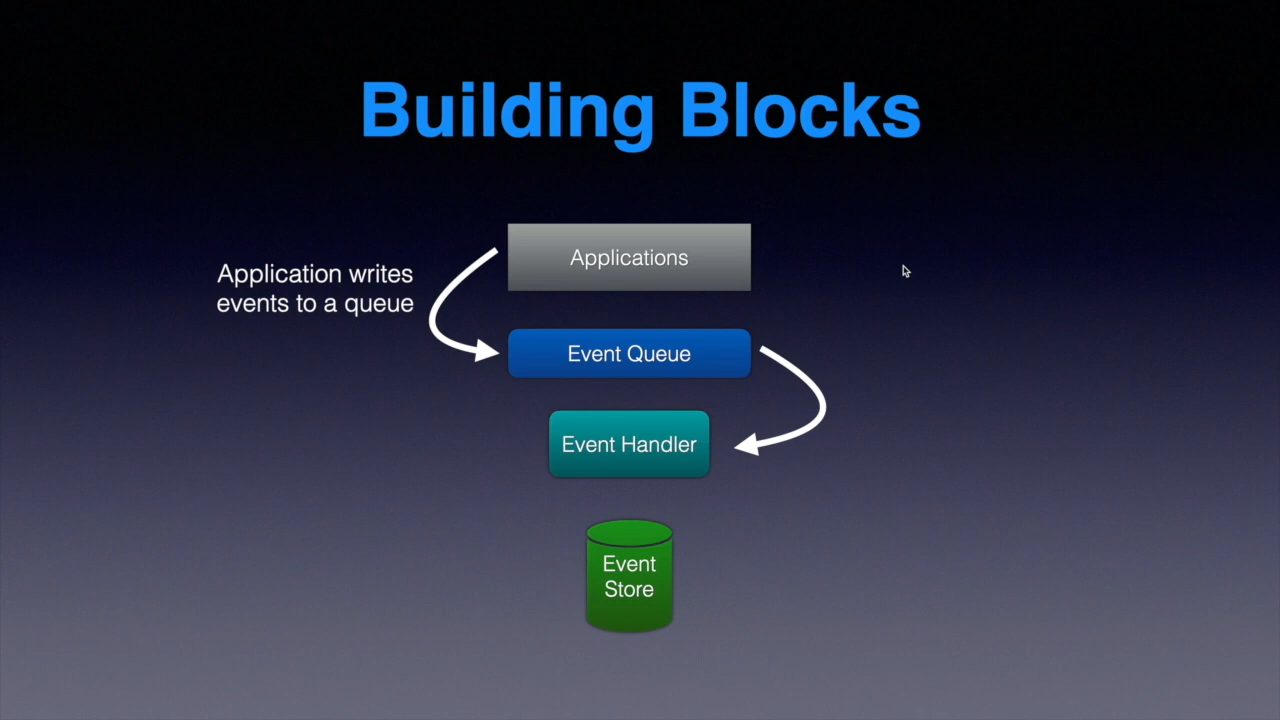 Building Blocks
Applications
Application writes
events to a queue
Event Queue
Event Handler
Event
Store